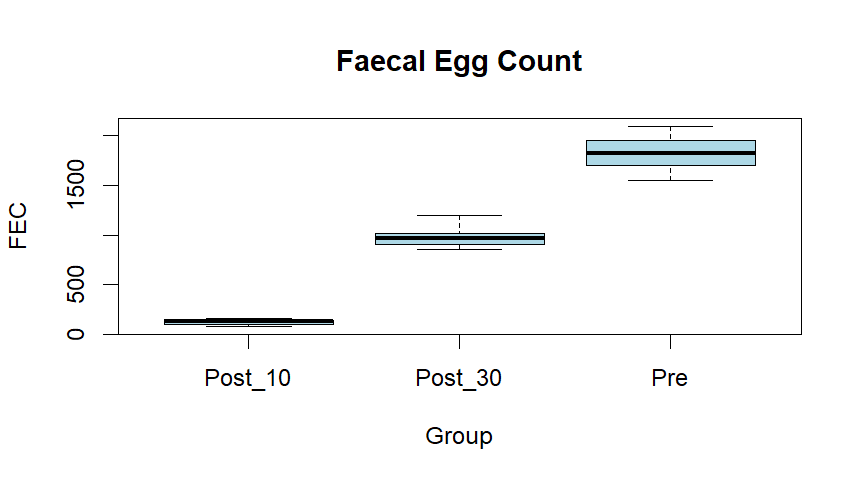 Faecal Egg Count
FEC
1500
500
0
Post_10 Post_30 Pre
Group